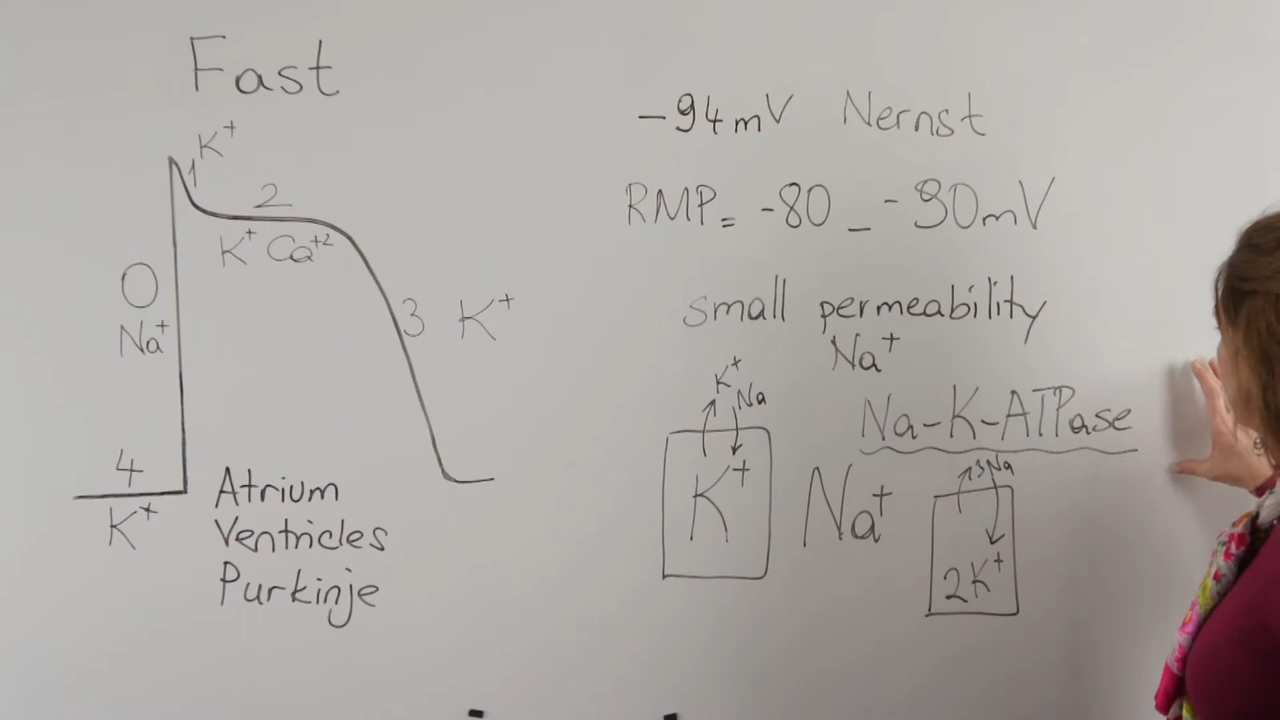 Fast
K+
1
2
K+ Ca+2
0
Na+
3 K+
4
K+
Atrium
Ventricles
Purkinje
-94mV Nernst
RMP= -80 _ -90mV
small permeability
Na+
K+
Na
K+
Na+
Na-K-ATPase
3Na
2K+